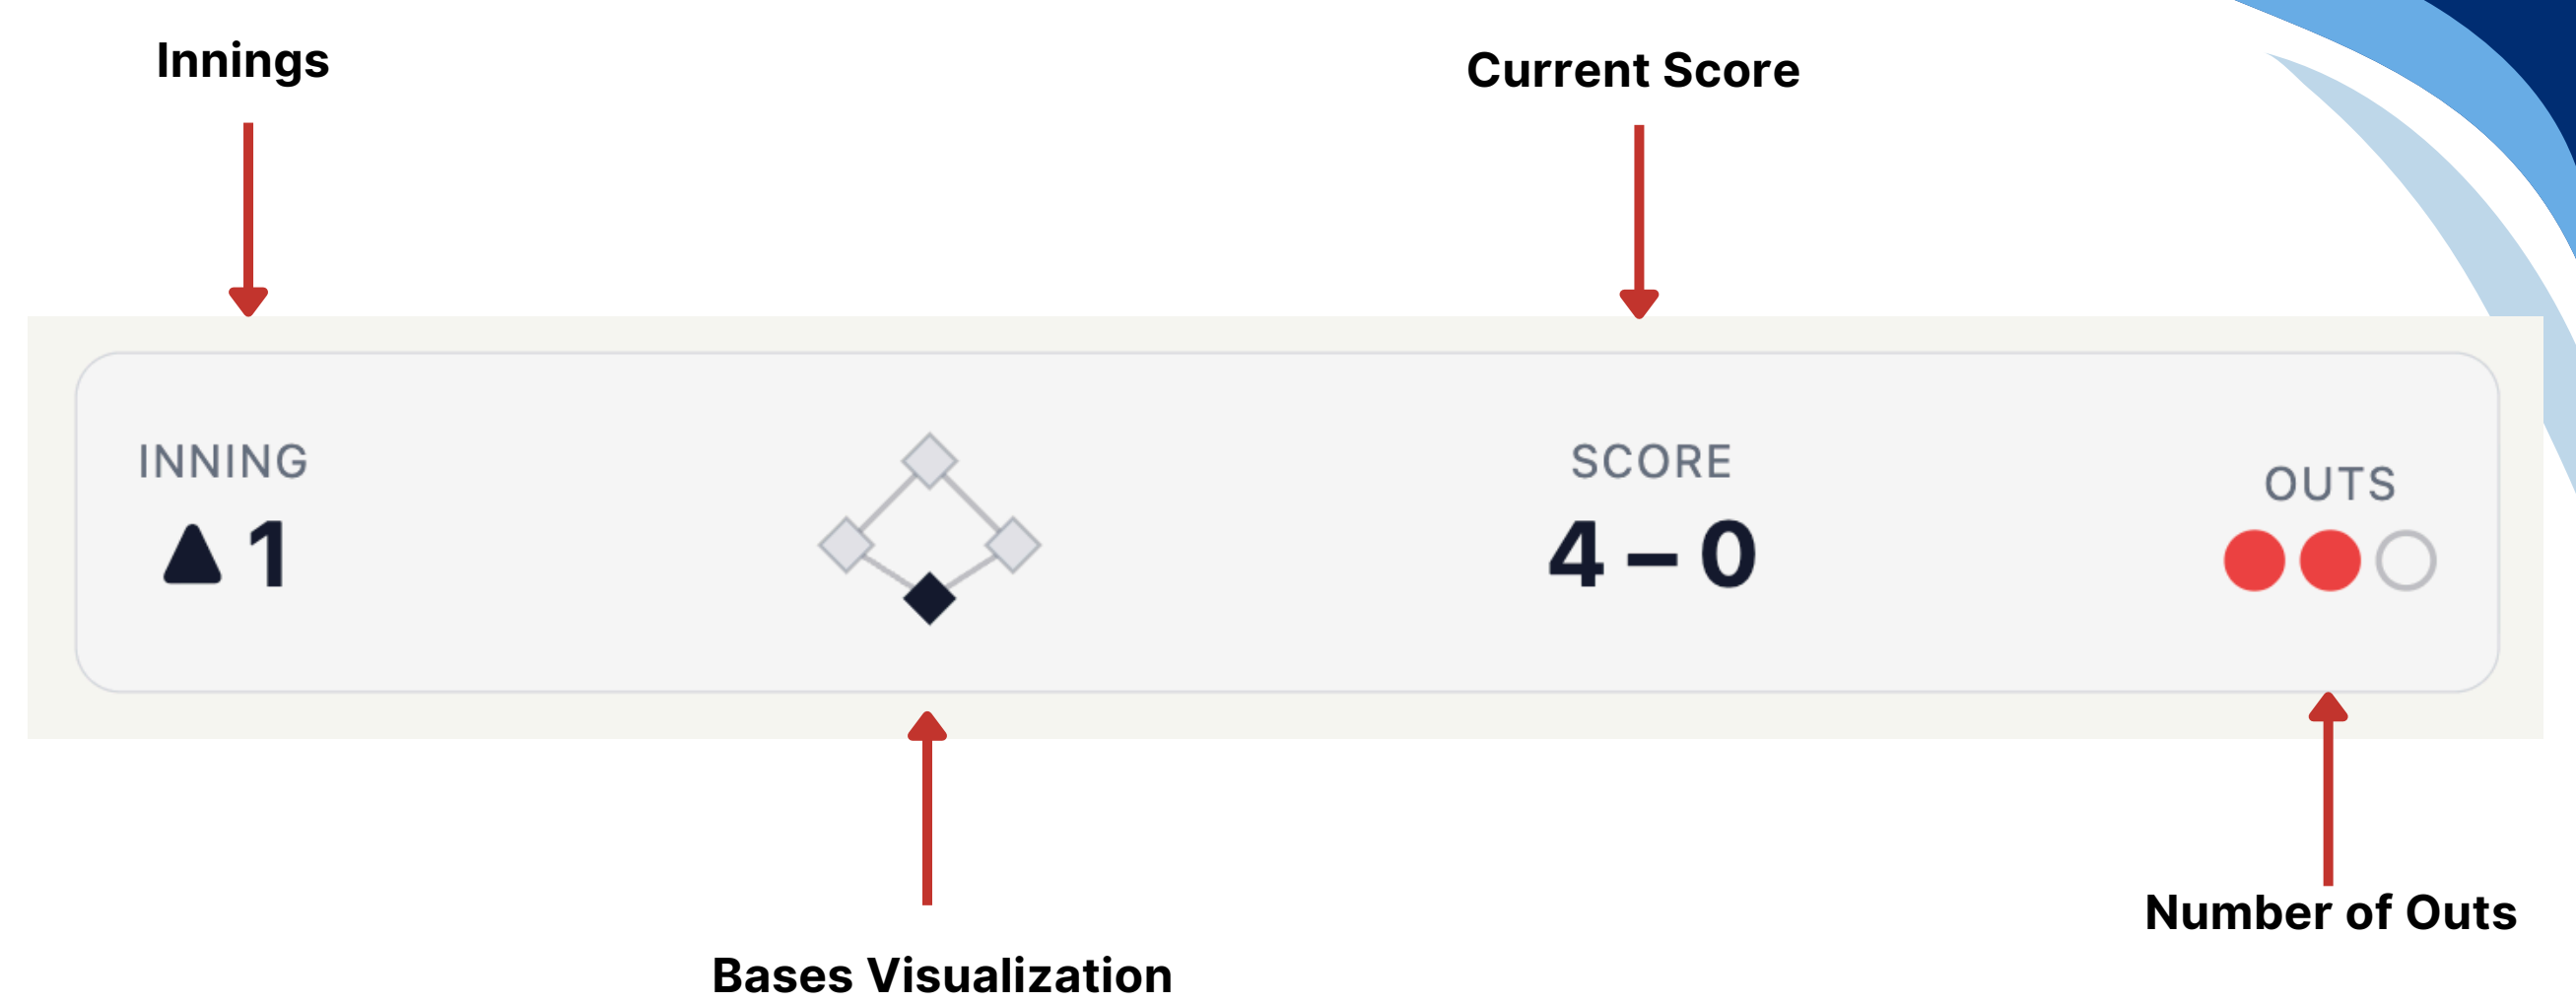 Innings
Current Score
INNING
▲ 1
SCORE
4 – 0
OUTS
Number of Outs
Bases Visualization